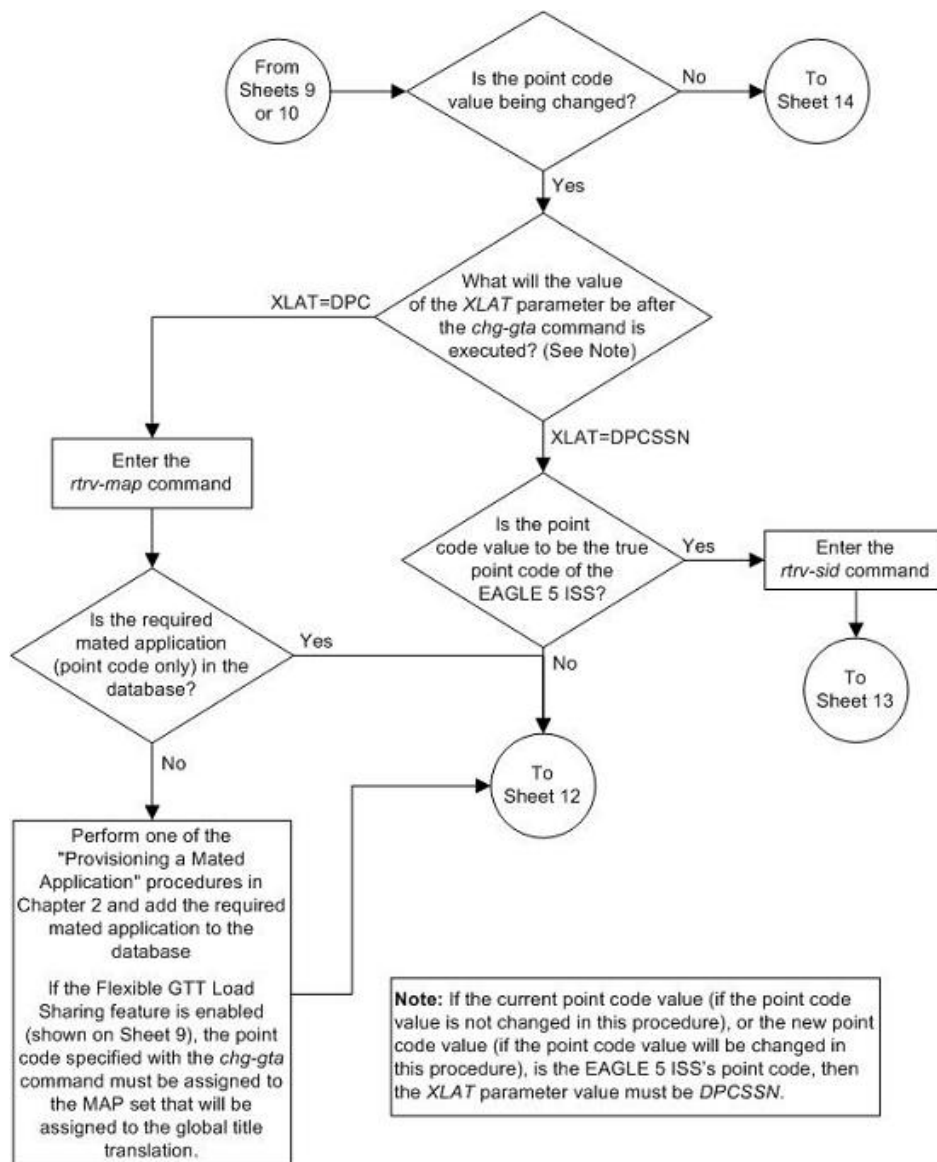 From
Sheets 9
or 10
Is the point code
value being changed?
No
To
Sheet 14
Yes
What will the value
of the XLAT parameter be after
the chg-gta command is
executed? (See Note)
XLAT=DPC
XLAT=DPCSSN
Enter the
rtrv-map command
Is the point
code value to be the true
point code of the
EAGLE 5 ISS?
Yes
Enter the
rtrv-sid command
To
Sheet 13
No
Is the required
mated application
(point code only) in the
database?
Yes
No
To
Sheet 12
Perform one of the
"Provisioning a Mated
Application" procedures in
Chapter 2 and add the required
mated application to the
database
If the Flexible GTT Load
Sharing feature is enabled
(shown on Sheet 9), the point
code specified with the chg-gta
command must be assigned to
the MAP set that will be
assigned to the global title
translation.
Note: If the current point code value (if the point code
value is not changed in this procedure), or the new point
code value (if the point code value will be changed in
this procedure), is the EAGLE 5 ISS's point code, then
the XLAT parameter value must be DPCSSN.